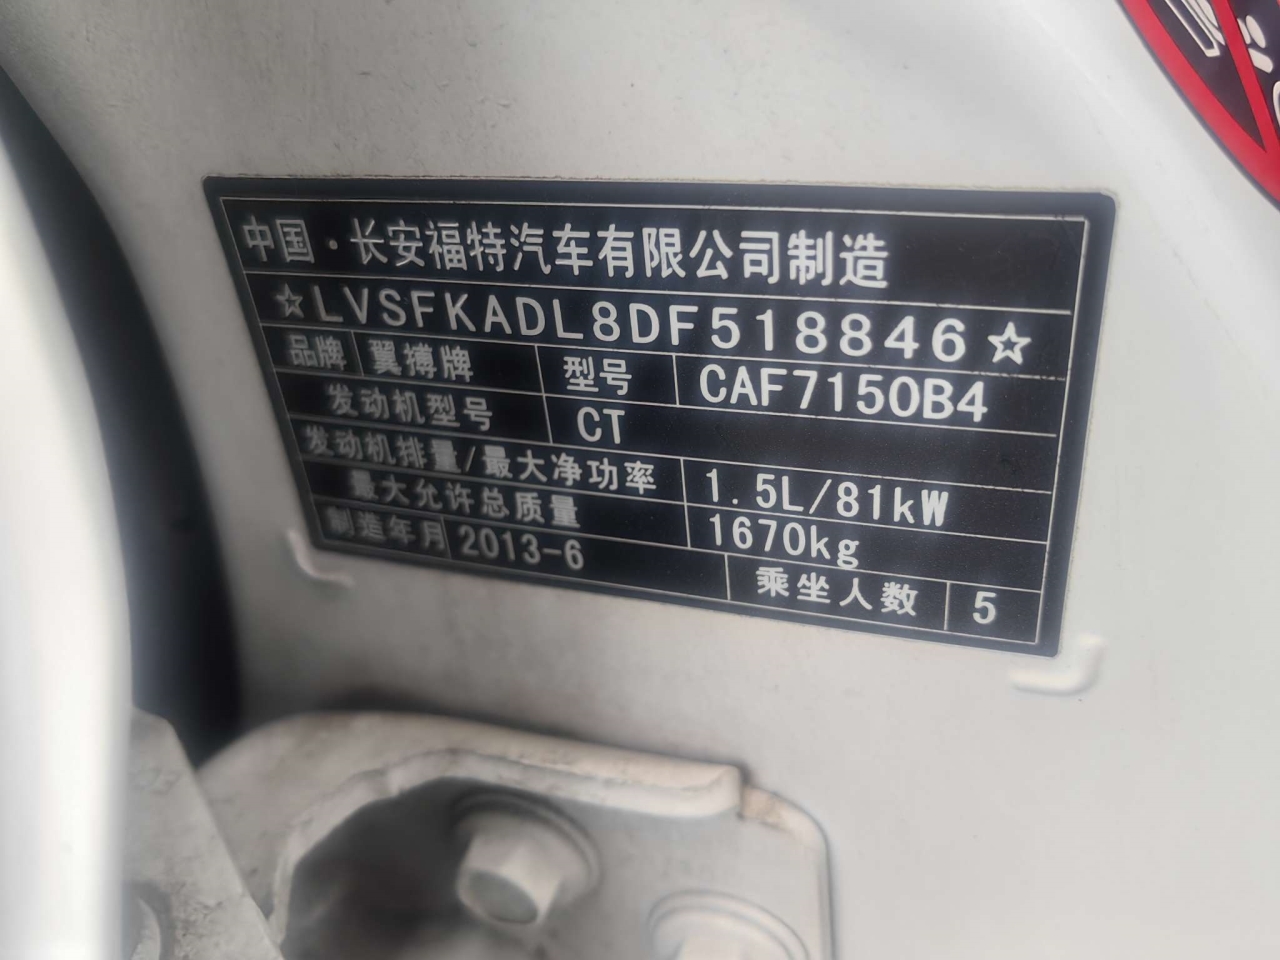 中国·长安福特汽车有限公司制造
☆LVSFKADL8DF518846☆
品牌 翼搏牌 型号 CAF7150B4
发动机型号 CT
发动机排量/最大净功率 1.5L/81kW
最大允许总质量 1670kg
制造年月 2013-6 乘坐人数 5